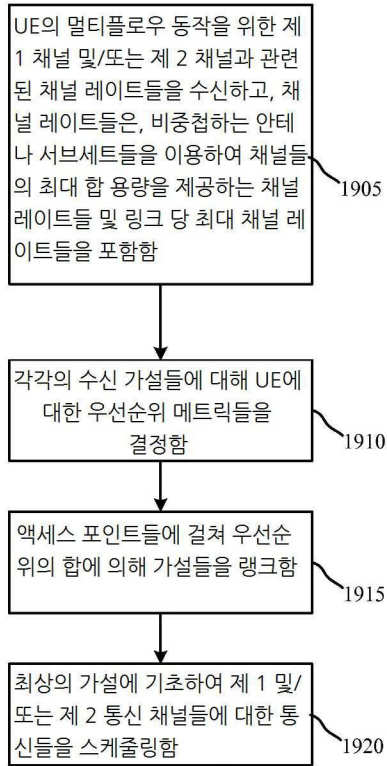 UE의 멀티플로우 동작을 위한 제
1 채널 및/또는 제 2 채널과 관련
된 채널 레이트들을 수신하고, 채
널 레이트들은, 비중첩하는 안테
나 서브세트들을 이용하여 채널들
의 최대 합 용량을 제공하는 채널
레이트들 및 링크 당 최대 채널 레
이트들을 포함함
1905
각각의 수신 가설들에 대해 UE에
대한 우선순위 메트릭들을
결정함
1910
액세스 포인트들에 걸쳐 우선순
위의 합에 의해 가설들을 랭크함
1915
최상의 가설에 기초하여 제 1 및/
또는 제 2 통신 채널들에 대한 통
신들을 스케줄링함
1920